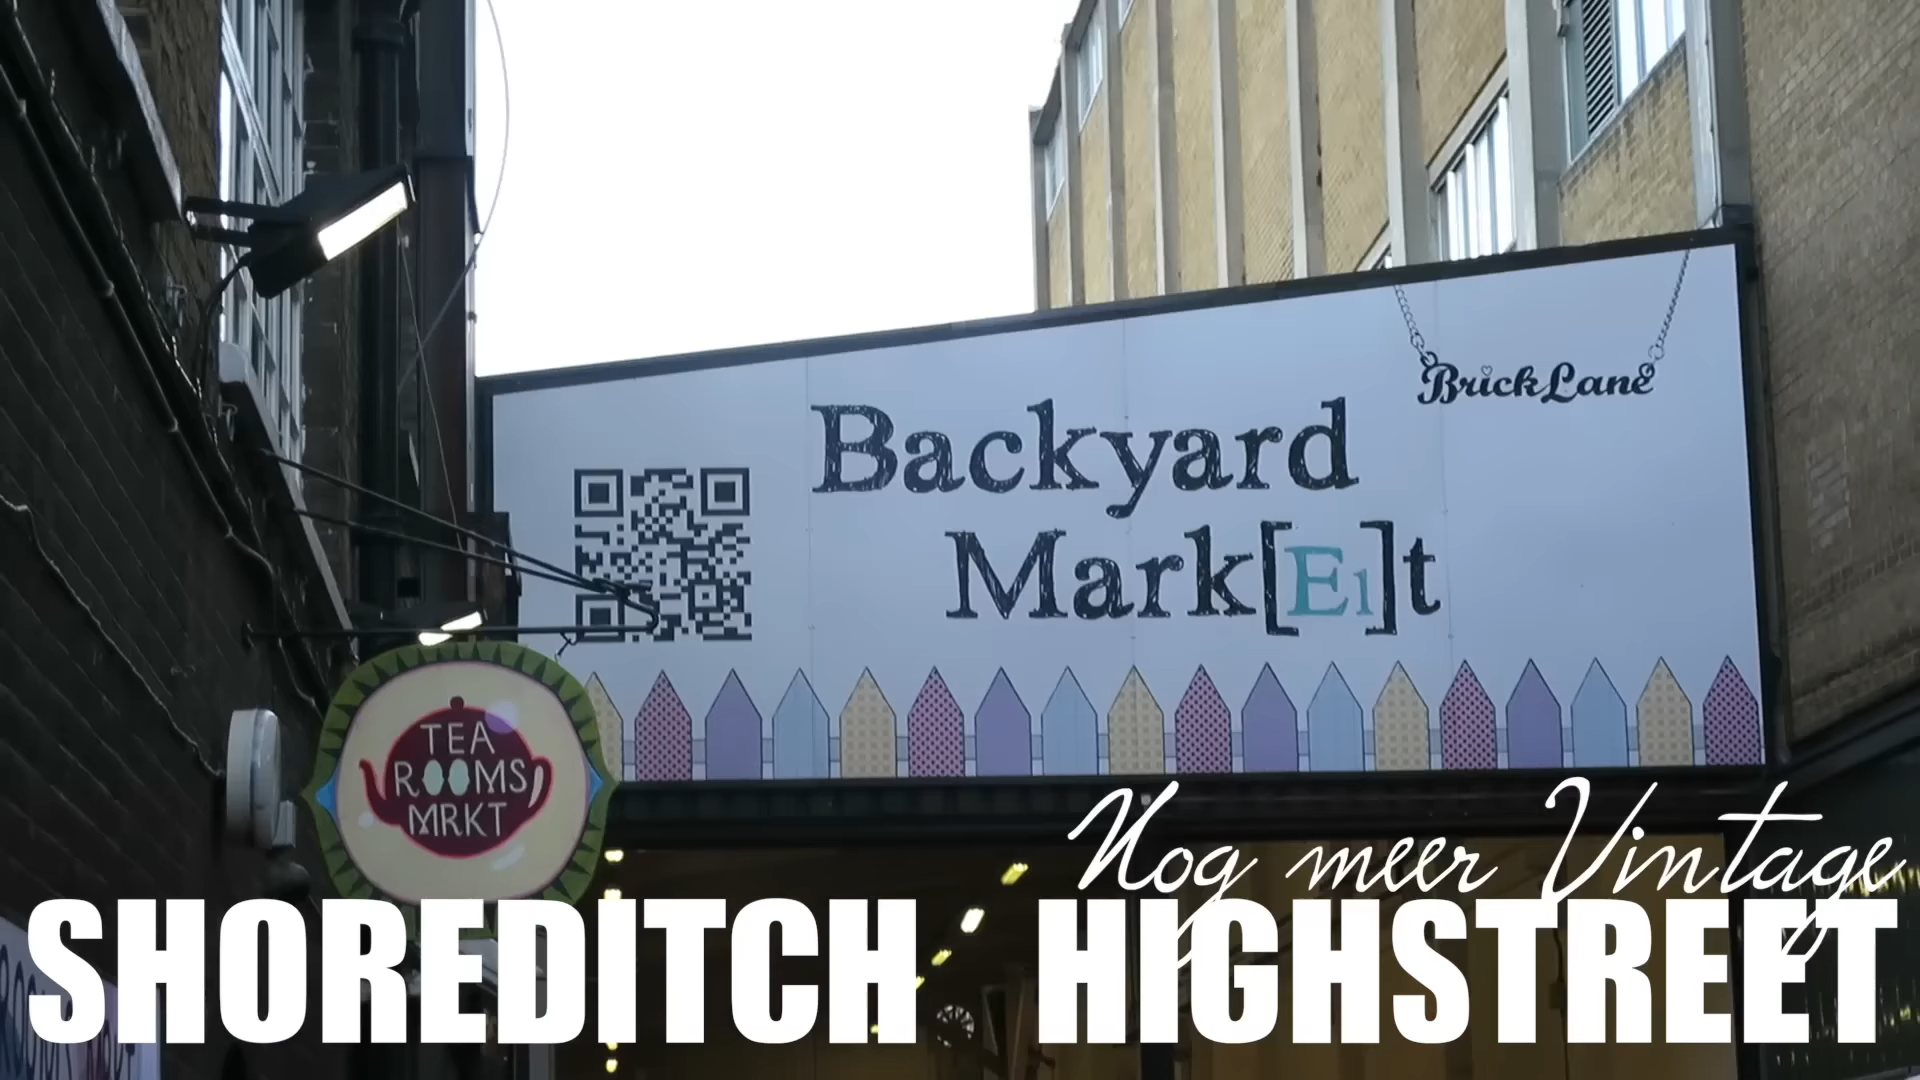 BrickLane
Backyard
Mark[E1]t
TEA
ROOMS
MRKT
Nog meer Vintage
SHOREDITCH HIGHSTREET